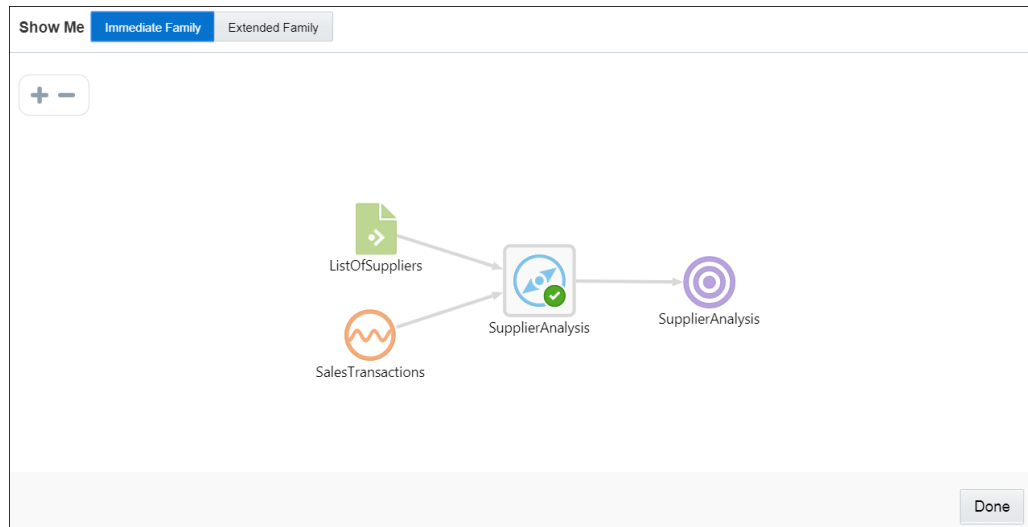 Show Me Immediate Family Extended Family
ListOfSuppliers
SupplierAnalysis
SupplierAnalysis
SalesTransactions
Done